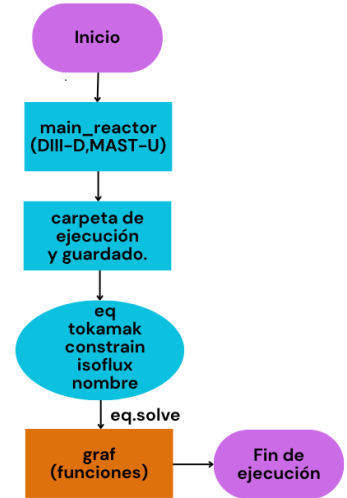 Inicio
main_reactor
(DIII-D,MAST-U)
carpeta de
ejecución
y guardado.
eq
tokamak
constrain
isoflux
nombre
eq.solve
graf
(funciones)
Fin de
ejecución